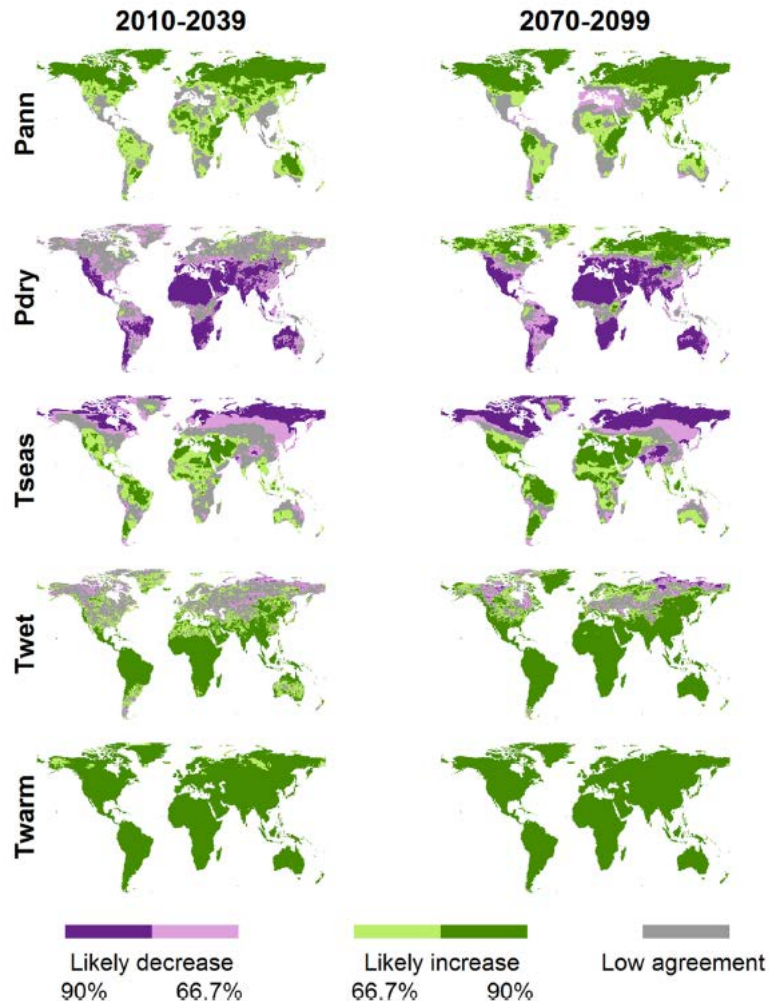 2010-2039 2070-2099
Pann
Pdry
Tseas
Twet
Twarm
Likely decrease Likely increase Low agreement
90% 66.7% 66.7% 90%